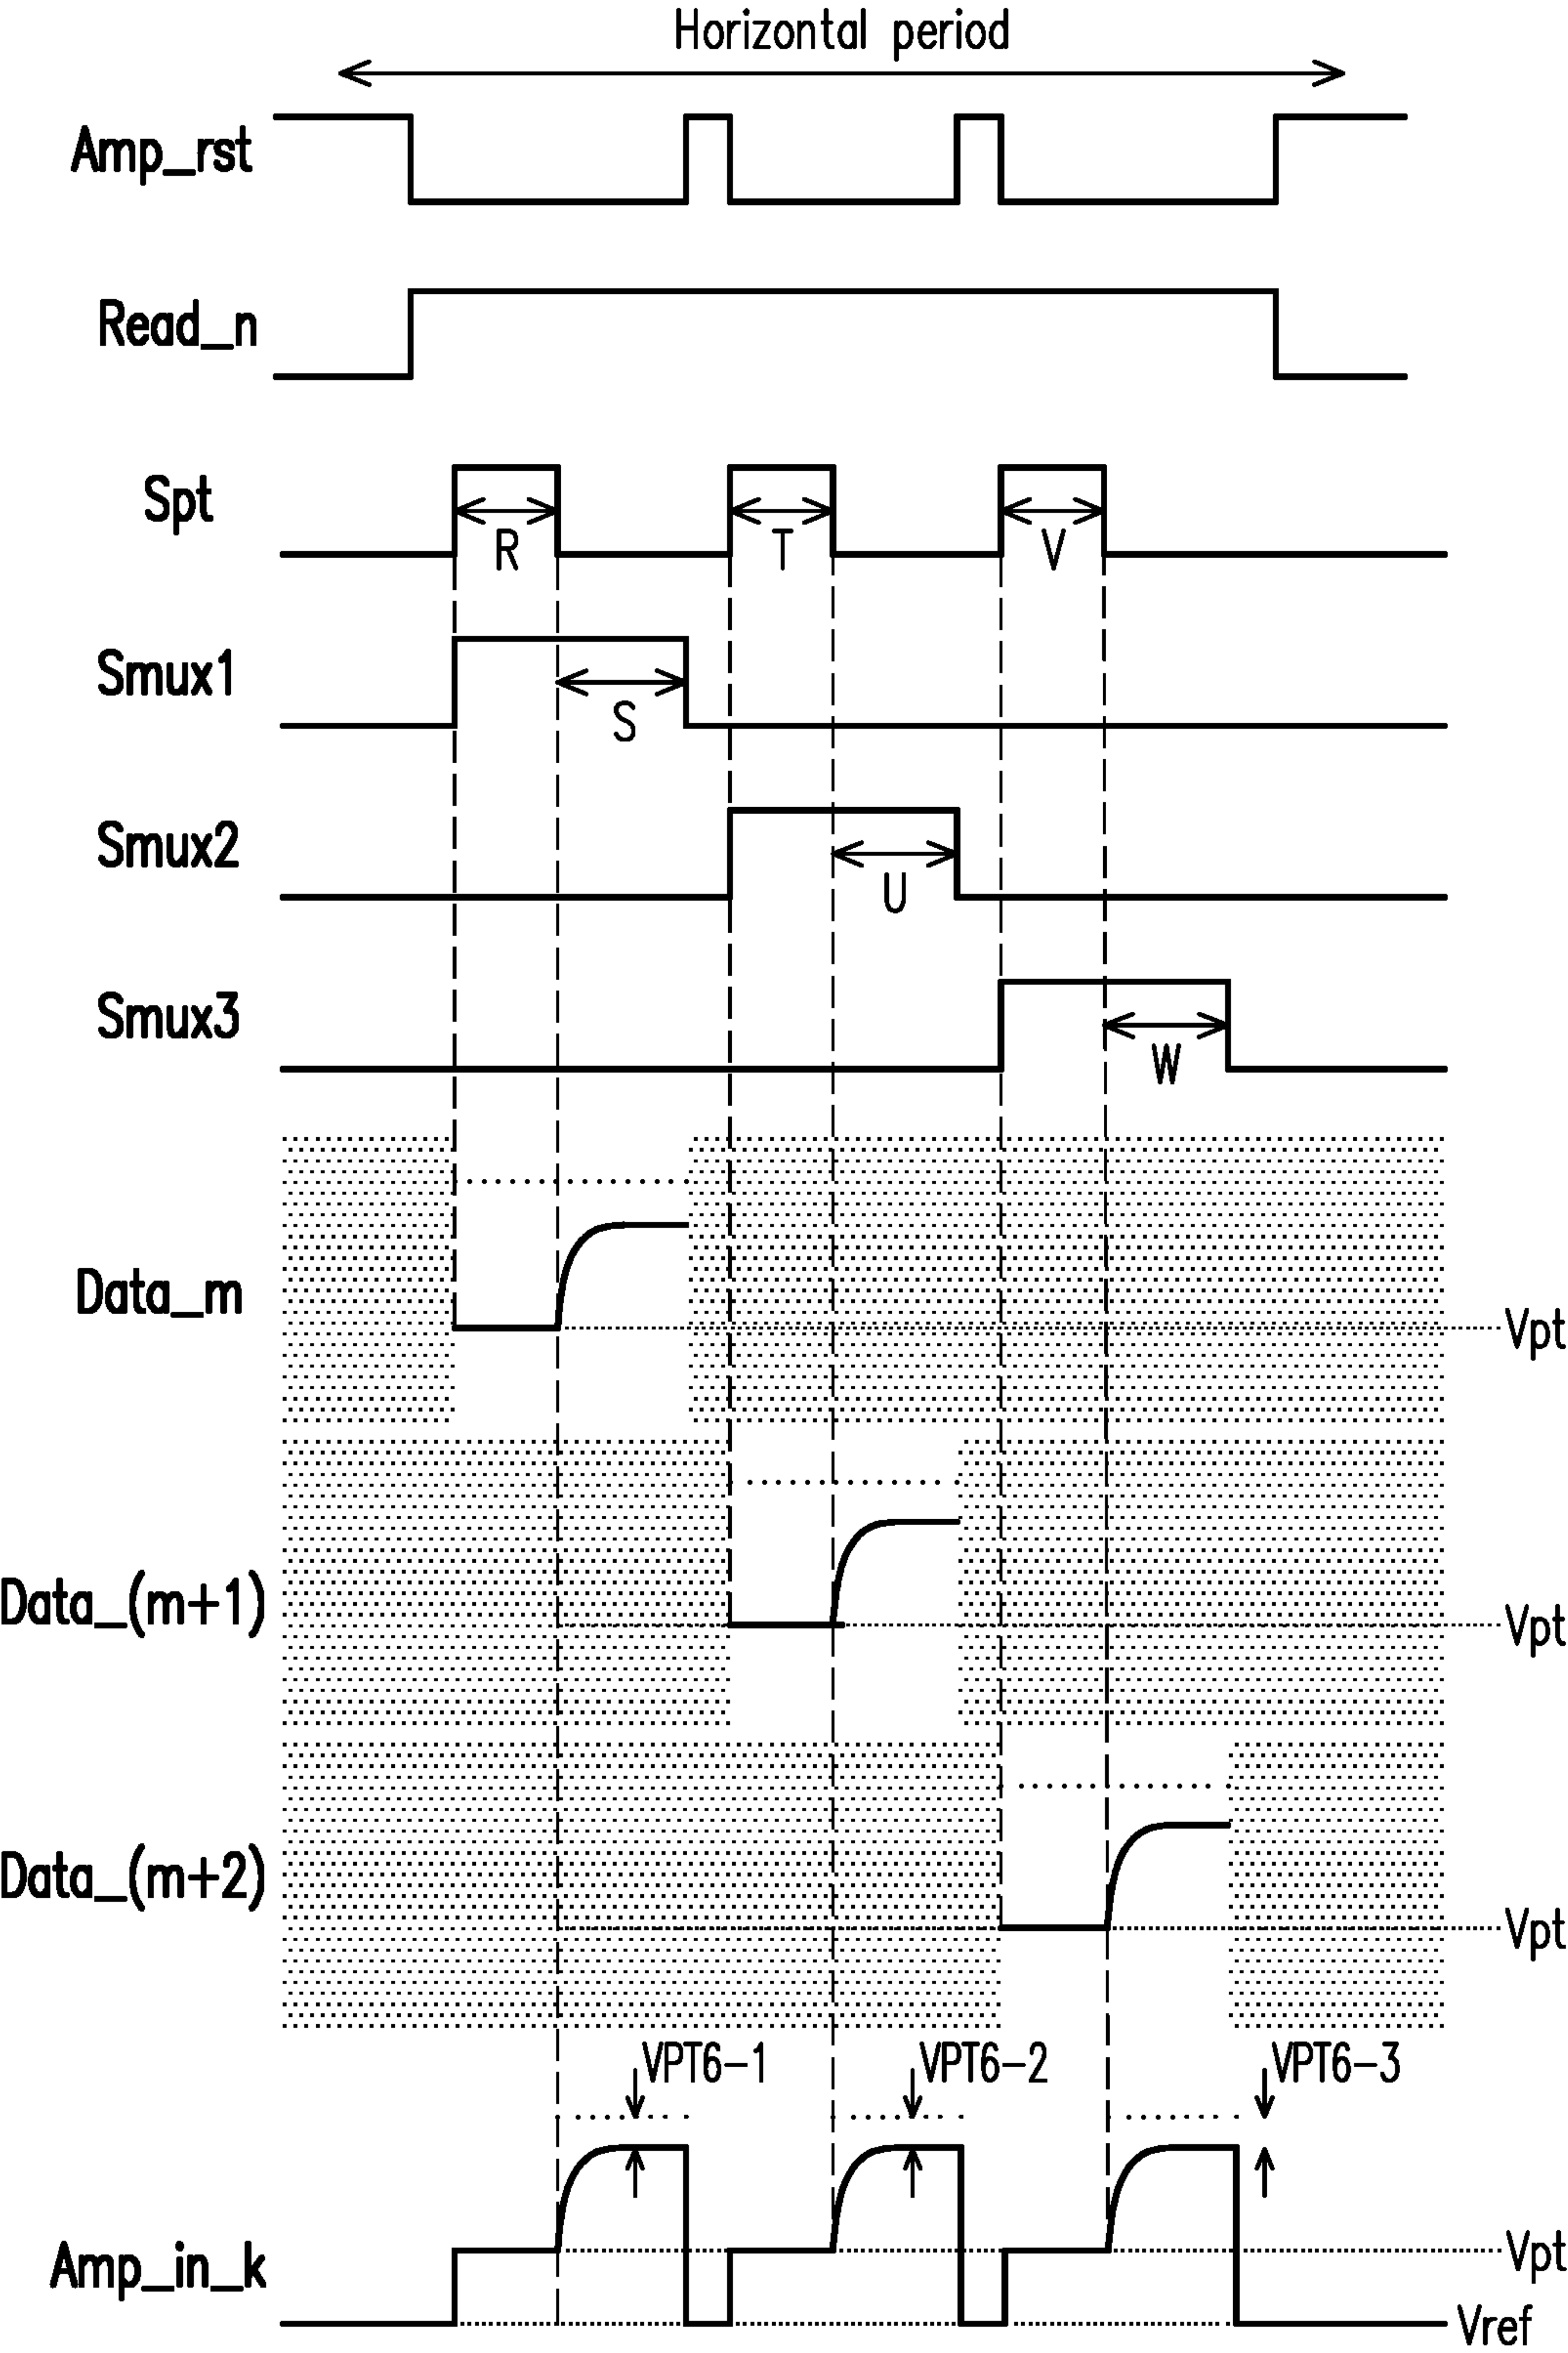 Horizontal period
Amp_rst
Read_n
Spt
R
T
V
Smux1
S
Smux2
U
Smux3
W
Data_m
Vpt
Data_(m+1)
Vpt
Data_(m+2)
Vpt
VPT6-1
VPT6-2
VPT6-3
Amp_in_k
Vpt
Vref